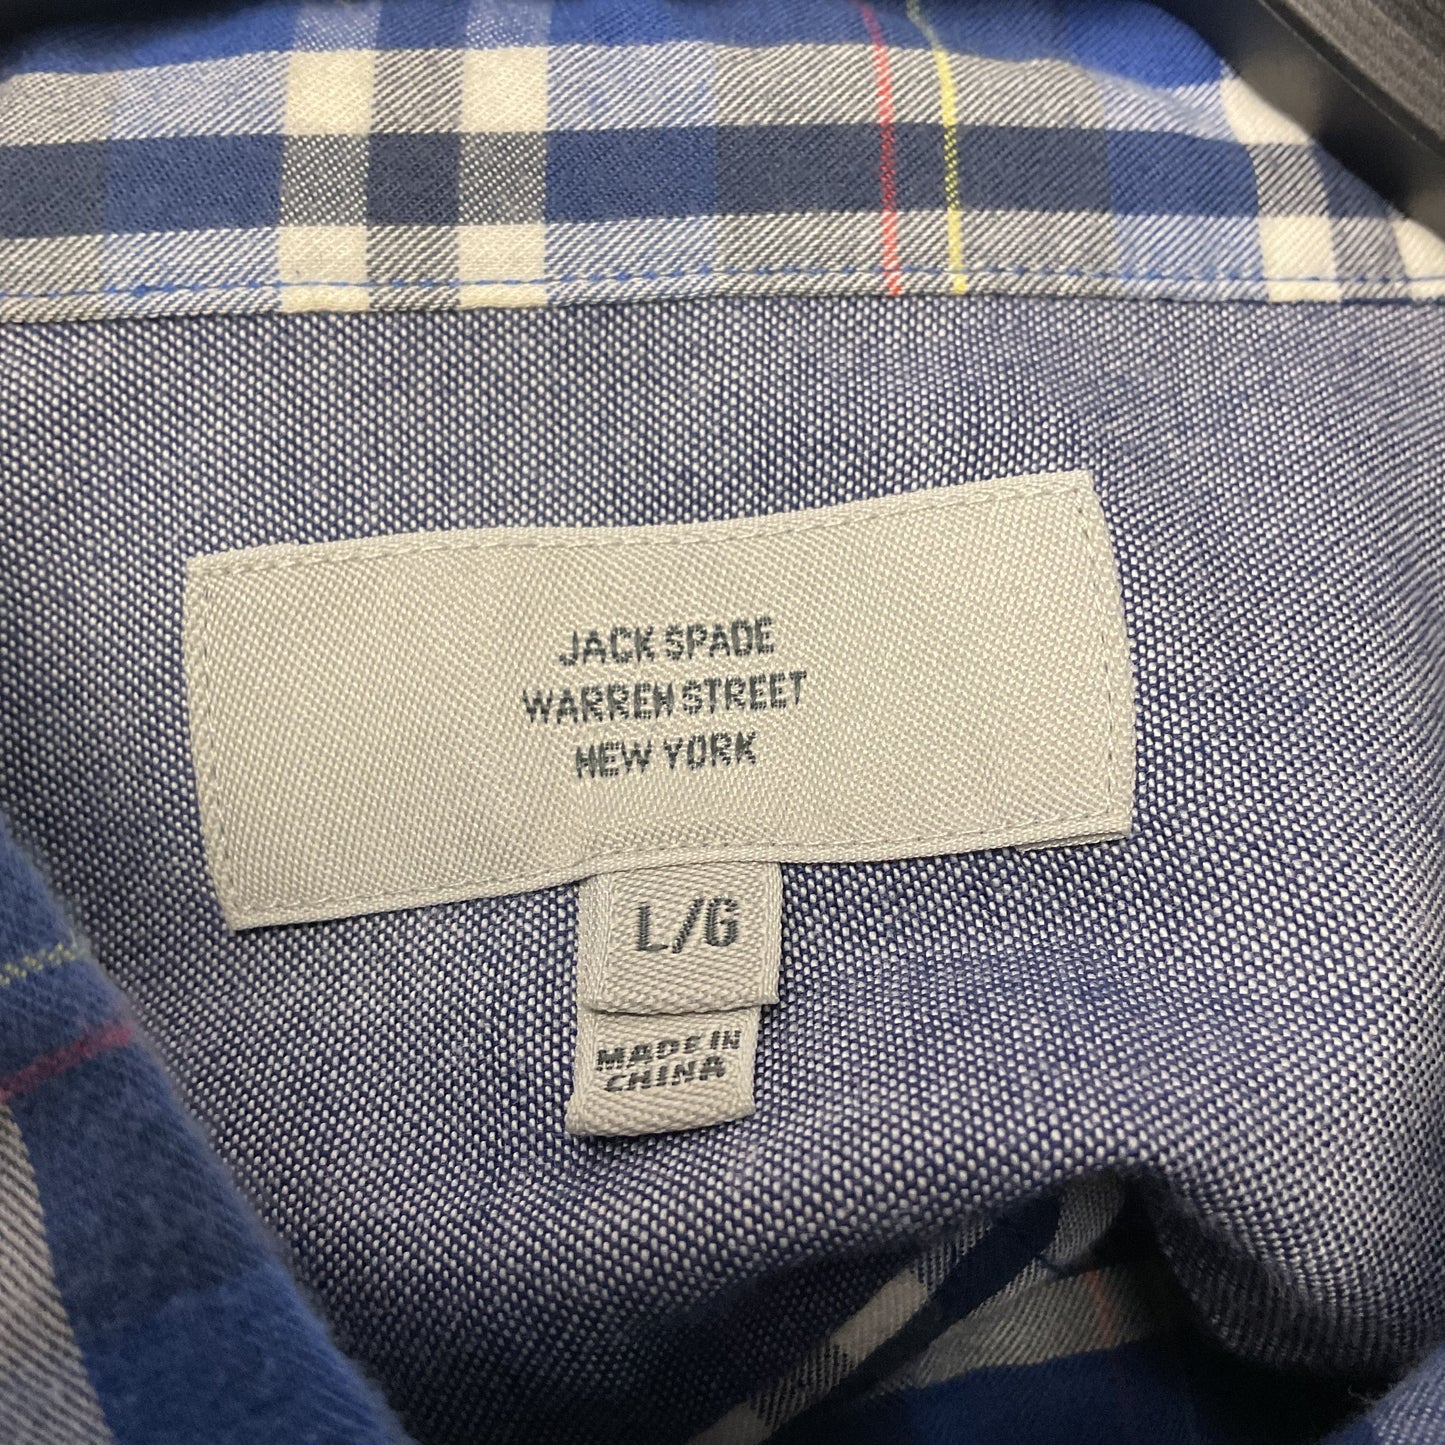 JACK SPADE
WARREN STREET
NEW YORK
L/G
MADE IN
CHINA